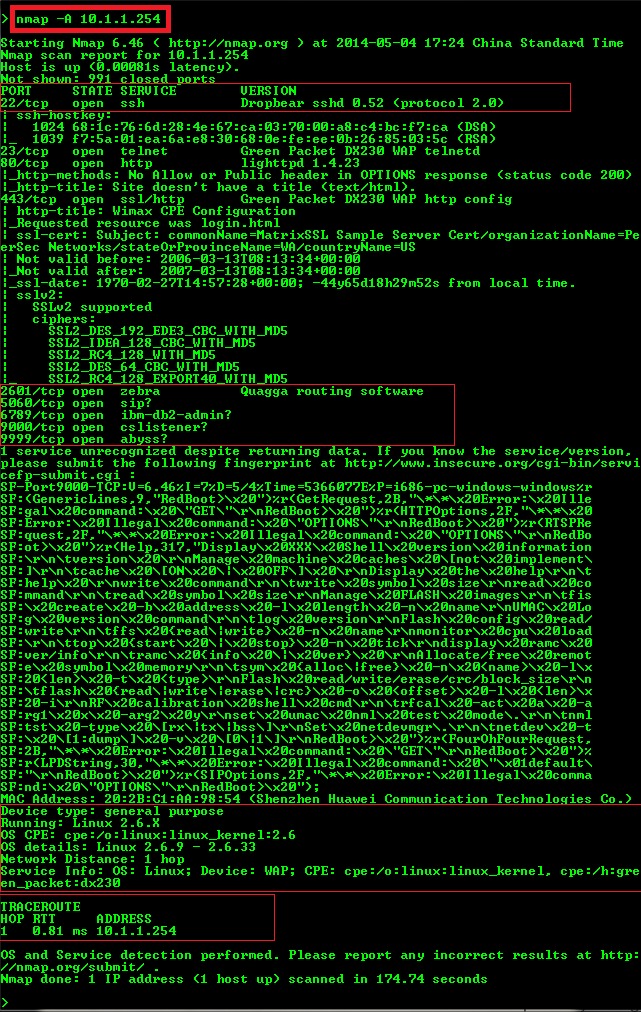 > nmap -A 10.1.1.254
Starting Nmap 6.46 ( http://nmap.org ) at 2014-05-04 17:24 China Standard Time
Nmap scan report for 10.1.1.254
Host is up (0.00081s latency).
Not shown: 991 closed ports
PORT     STATE SERVICE         VERSION
22/tcp   open  ssh             Dropbear sshd 0.52 (protocol 2.0)
| ssh-hostkey:
|   1024 68:1c:76:6d:28:4e:67:ca:03:70:00:a8:c4:bc:f7:ca (DSA)
|_  1039 f7:5a:01:ea:6a:e8:30:68:0e:fe:ee:0b:26:85:03:5c (RSA)
23/tcp   open  telnet          Green Packet DX230 WAP telnetd
80/tcp   open  http            lighttpd 1.4.23
|_http-methods: No Allow or Public header in OPTIONS response (status code 200)
|_http-title: Site doesn't have a title (text/html).
443/tcp  open  ssl/http        Green Packet DX230 WAP http config
| http-title: Wimax CPE Configuration
|_Requested resource was login.html
| ssl-cert: Subject: commonName=MatrixSSL Sample Server Cert/organizationName=Pe
erSec Networks/stateOrProvinceName=WA/countryName=US
| Not valid before: 2006-03-13T08:13:34+00:00
|_Not valid after:  2007-03-13T08:13:34+00:00
|_ssl-date: 1970-02-27T14:57:28+00:00; -44y65d18h29m52s from local time.
| sslv2:
|   SSLv2 supported
|   ciphers:
|     SSL2_DES_192_EDE3_CBC_WITH_MD5
|     SSL2_IDEA_128_CBC_WITH_MD5
|     SSL2_RC4_128_WITH_MD5
|     SSL2_DES_64_CBC_WITH_MD5
|_    SSL2_RC4_128_EXPORT40_WITH_MD5
2601/tcp open  zebra           Quagga routing software
5060/tcp open  sip?
6789/tcp open  ibm-db2-admin?
9000/tcp open  cslistener?
9999/tcp open  abyss?
1 service unrecognized despite returning data. If you know the service/version,
please submit the following fingerprint at http://www.insecure.org/cgi-bin/servi
cefp-submit.cgi :
SF-Port9000-TCP:V=6.46%I=7%D=5/4%Time=5366077E%P=i686-pc-windows-windows%r
SF:(GenericLines,9,"RedBoot>\x20")%r(GetRequest,2B,"\*\*\x20Error:\x20Ille
SF:gal\x20command:\x20\"GET\"\r\nRedBoot>\x20")%r(HTTPOptions,2F,"\*\*\x20
SF:Error:\x20Illegal\x20command:\x20\"OPTIONS\"\r\nRedBoot>\x20")%r(RTSPRe
SF:quest,2F,"\*\*\x20Error:\x20Illegal\x20command:\x20\"OPTIONS\"\r\nRedBo
SF:ot>\x20")%r(Help,317,"Display\x20XXX\x20Shell\x20version\x20information
SF:\r\n\tversion\x20\r\nManage\x20machine\x20caches\x20\[not\x20implement\
SF:]\r\n\tcache\x20\[ON\x20\|\x20OFF\]\x20\r\nDisplay\x20the\x20help\r\n\t
SF:help\x20\r\nwrite\x20command\r\n\twrite\x20symbol\x20size\r\nread\x20co
SF:mmand\r\n\tread\x20symbol\x20size\r\nManage\x20FLASH\x20images\r\n\tfis
SF:\x20create\x20-b\x20address\x20-l\x20length\x20-n\x20name\r\nUMAC\x20Lo
SF:g\x20version\x20command\r\n\tlog\x20version\r\nFlash\x20config\x20read/
SF:write\r\n\tffs\x20{read\|write}\x20-n\x20name\r\nmonitor\x20cpu\x20load
SF:\r\n\ttop\x20{start\x20\|\x20stop}\x20-n\x20tick\r\ndisplay\x20ramc\x20
SF:ver/info\r\n\tramc\x20{info\x20\|\x20ver}\r\nAllocate/free\x20remot
SF:e\x20symbol\x20memory\r\n\tsym\x20{alloc\|free}\x20-n\x20{name}\x20-l\x
SF:20{len}\x20-t\x20{type}\r\nFlash\x20read/write/erase/crc/block_size\r\n
SF:\tflash\x20{read\|write\|erase\|crc}\x20-o\x20{offset}\x20-l\x20{len}\x
SF:20-i\r\nRF\x20calibration\x20shell\x20cmd\r\n\trfcal\x20-act\x20a\x20-a
SF:rg1\x20x\x20-arg2\x20y\r\nset\x20umac\x20nml\x20test\x20mode\.\r\n\tnml
SF:ts\x20-type\x20\[rx\|tx\|bss\]\r\nSet\x20netdevmgr\.\r\n\tnetdev\x20-t
SF:\x20\[1:dump\]\x20-v\x20\[0\|1\]\r\nRedBoot>\x20")%r(FourOhFourRequest,
SF:2B,"\*\*\x20Error:\x20Illegal\x20command:\x20\"GET\"\r\nRedBoot>\x20")%
SF:r(LPDString,30,"\*\*\x20Error:\x20Illegal\x20command:\x20\"\x01default\
SF:"\r\nRedBoot>\x20")%r(SIPOptions,2F,"\*\*\x20Error:\x20Illegal\x20comma
SF:nd:\x20\"OPTIONS\"\r\nRedBoot>\x20");
MAC Address: 20:2B:C1:AA:98:54 (Shenzhen Huawei Communication Technologies Co.)
Device type: general purpose
Running: Linux 2.6.X
OS CPE: cpe:/o:linux:linux_kernel:2.6
OS details: Linux 2.6.9 - 2.6.33
Network Distance: 1 hop
Service Info: OS: Linux; Device: WAP; CPE: cpe:/o:linux:linux_kernel, cpe:/h:gre
en_packet:dx230
TRACEROUTE
HOP RTT     ADDRESS
1   0.81 ms 10.1.1.254
OS and Service detection performed. Please report any incorrect results at http:
//nmap.org/submit/ .
Nmap done: 1 IP address (1 host up) scanned in 174.74 seconds
>